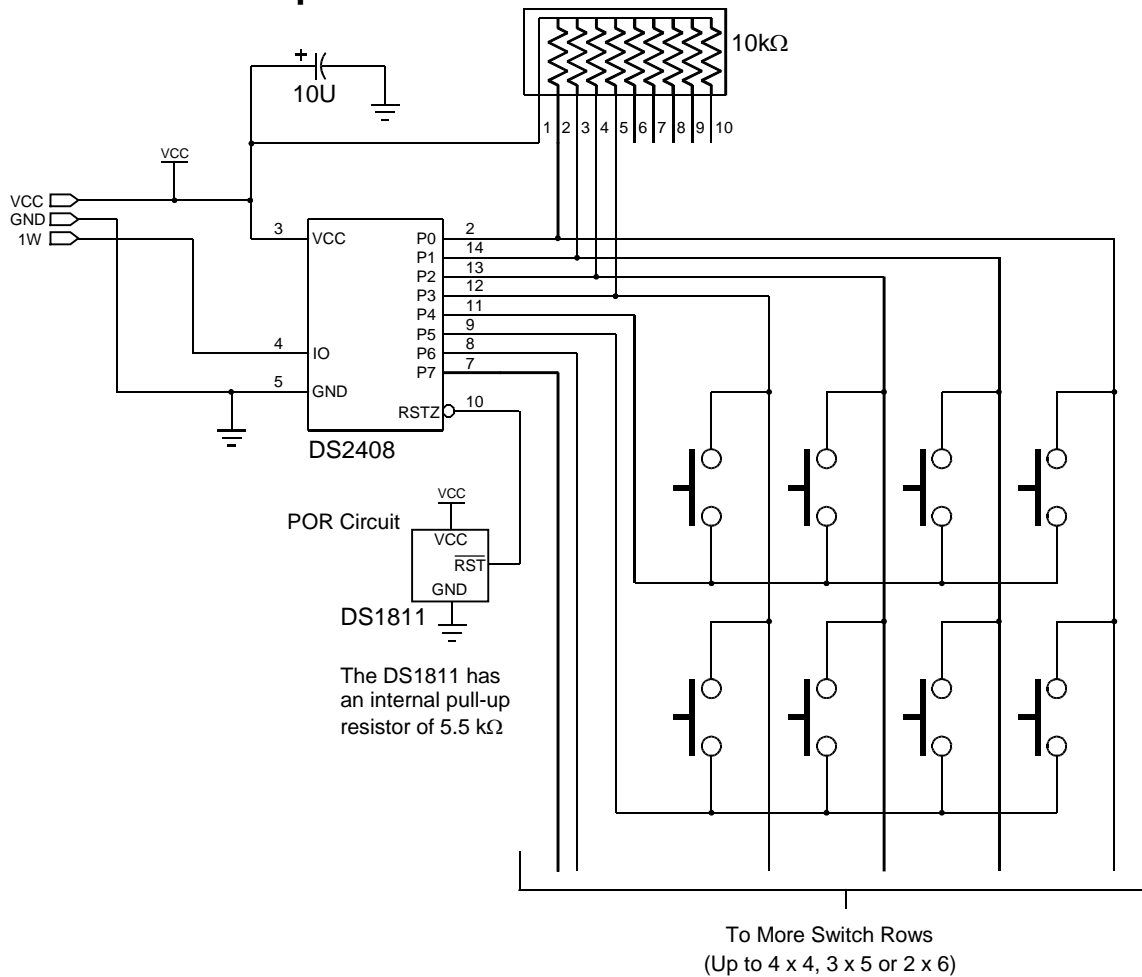 10kΩ
+
10U
1 2 3 4 5 6 7 8 9 10
VCC
VCC
GND
1W
3
VCC
4
IO
5
GND
P0
2
P1
14
P2
13
P3
12
P4
11
P5
9
P6
8
P7
7
RSTZ
10
DS2408
VCC
POR Circuit
VCC
RST
GND
DS1811
The DS1811 has
an internal pull-up
resistor of 5.5 kΩ
To More Switch Rows
(Up to 4 x 4, 3 x 5 or 2 x 6)